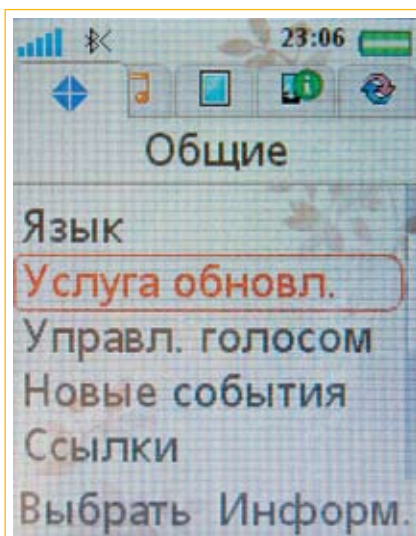 23:06
Общие
Язык
Услуга обновл.
Управл. голосом
Новые события
Ссылки
Выбрать Информ.